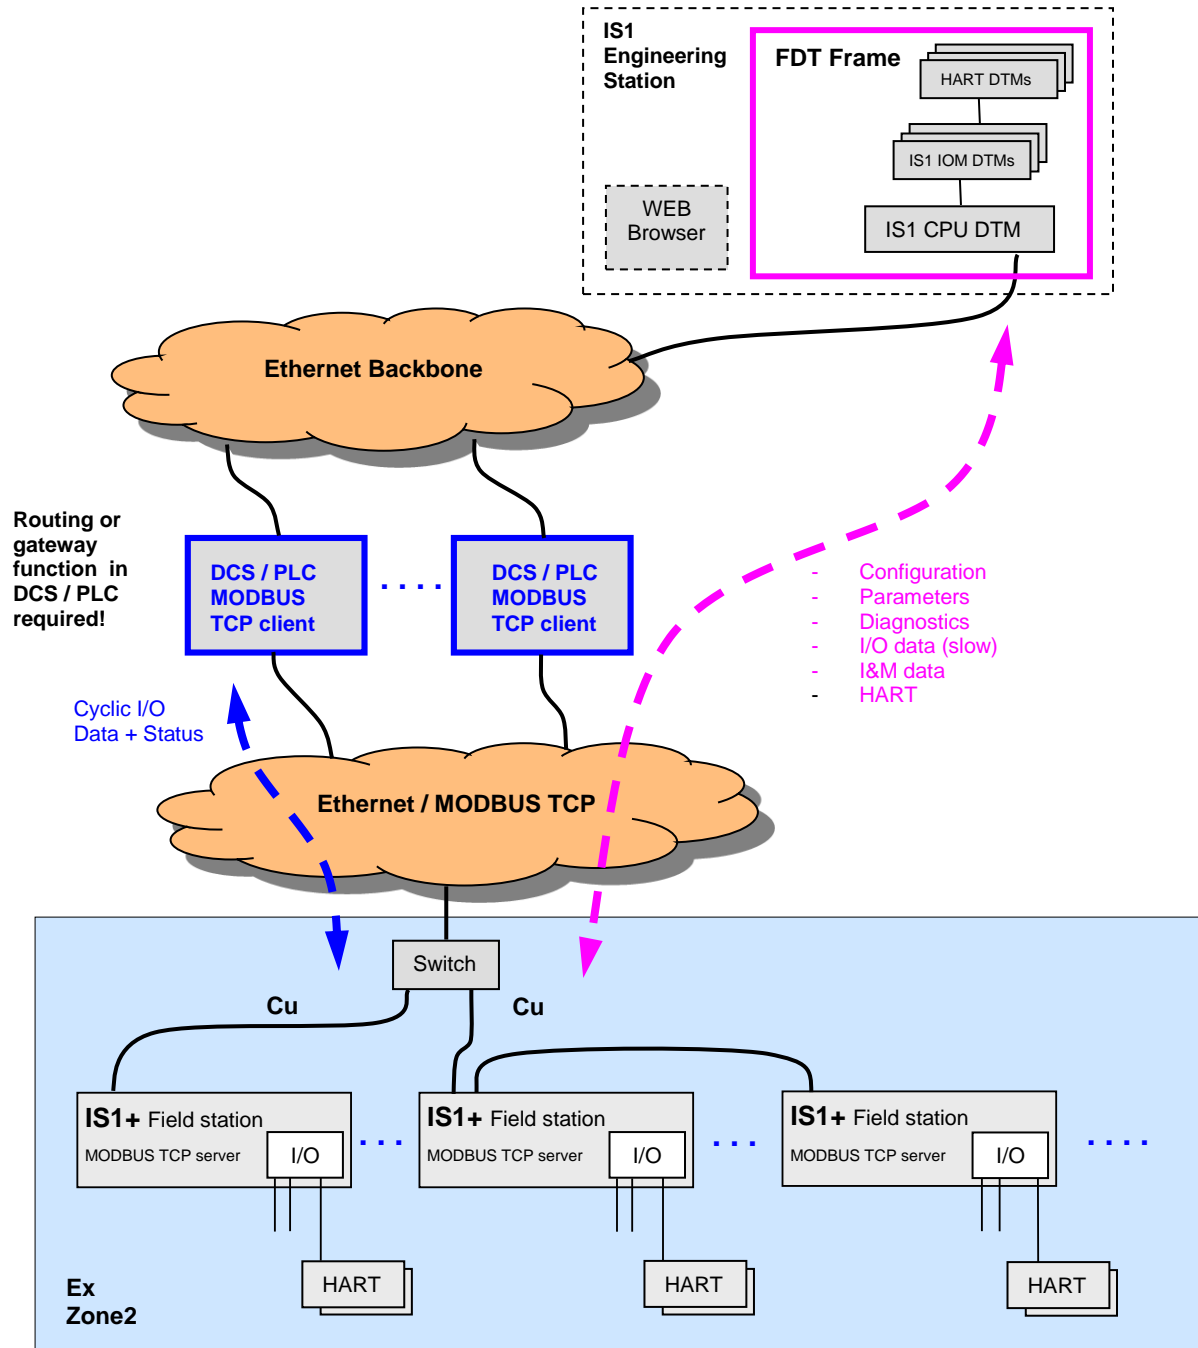 IS1
Engineering
Station
FDT Frame
HART DTMs
IS1 IOM DTMs
WEB
Browser
IS1 CPU DTM
Ethernet Backbone
Routing or
gateway
function in
DCS / PLC
required!
DCS / PLC
MODBUS
TCP client
. . . .
DCS / PLC
MODBUS
TCP client
- Configuration
- Parameters
- Diagnostics
- I/O data (slow)
- I&M data
- HART
Cyclic I/O
Data + Status
Ethernet / MODBUS TCP
Switch
Cu
Cu
IS1+ Field station
MODBUS TCP server
I/O
. . . .
IS1+ Field station
MODBUS TCP server
I/O
. . .
IS1+ Field station
MODBUS TCP server
I/O
. . . .
HART
HART
HART
Ex
Zone2